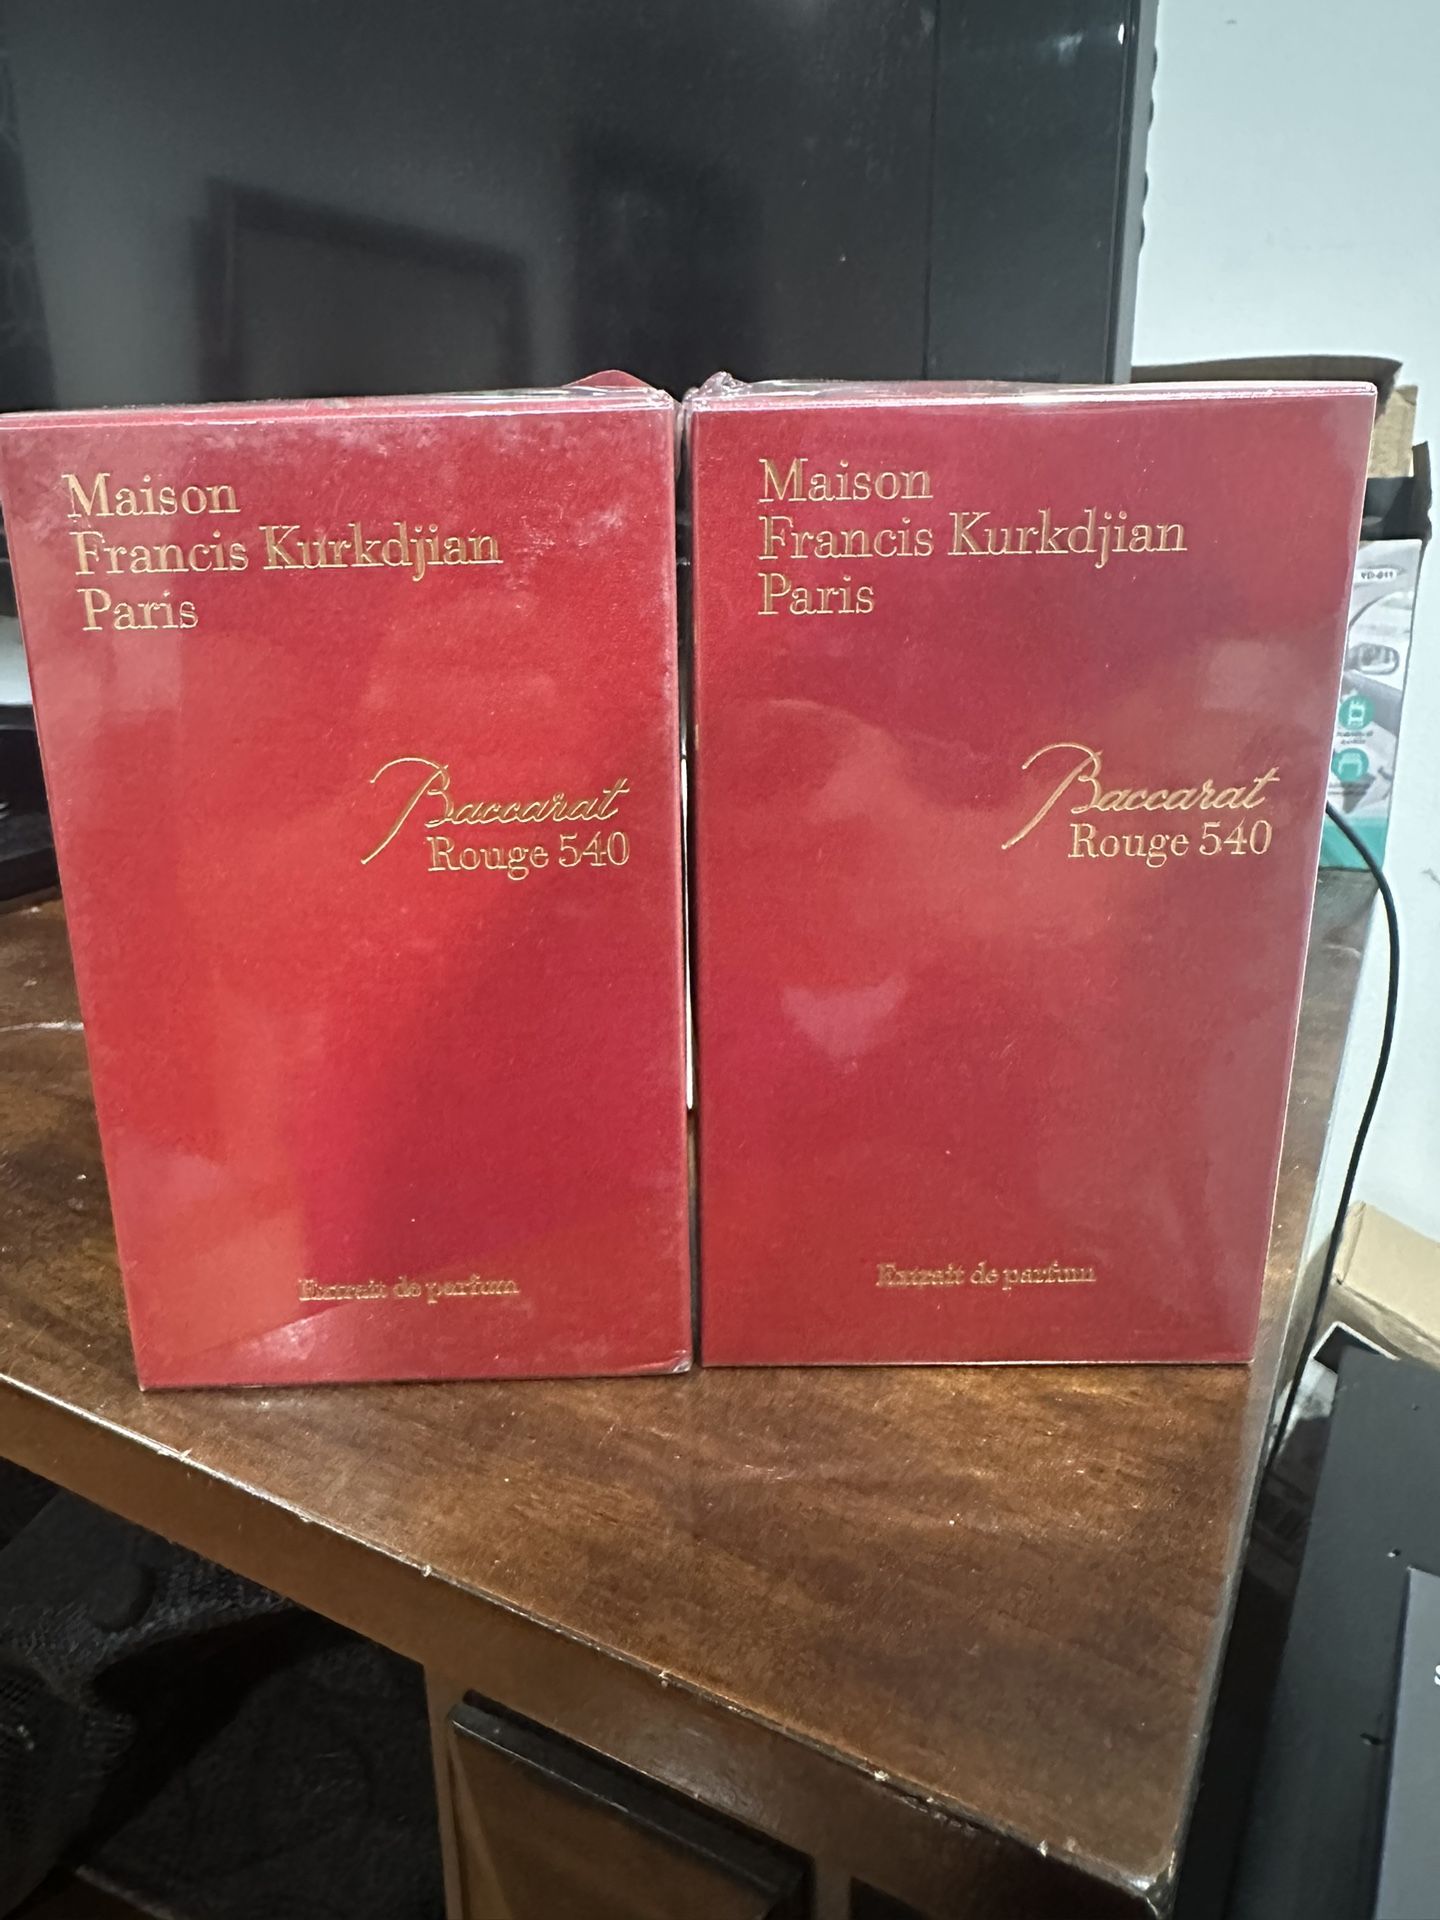 Maison
Francis Kurkdjian
Paris
Baccarat
Rouge 540
Extrait de parfum
Maison
Francis Kurkdjian
Paris
Baccarat
Rouge 540
Extrait de parfum